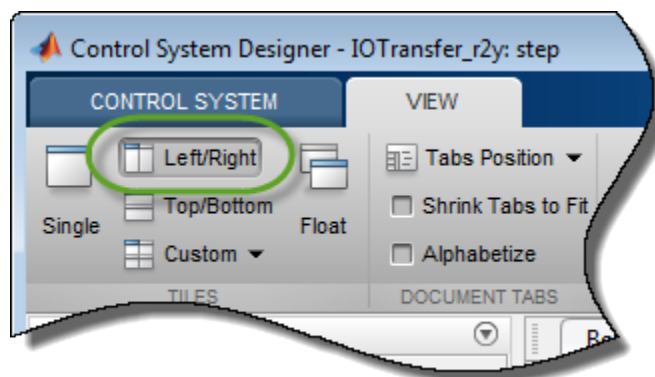 Control System Designer - IOTransfer_r2y: step
CONTROL SYSTEM
VIEW
Single
Left/Right
Top/Bottom
Custom
Float
TILES
Tabs Position
Shrink Tabs to Fit
Alphabetize
DOCUMENT TABS